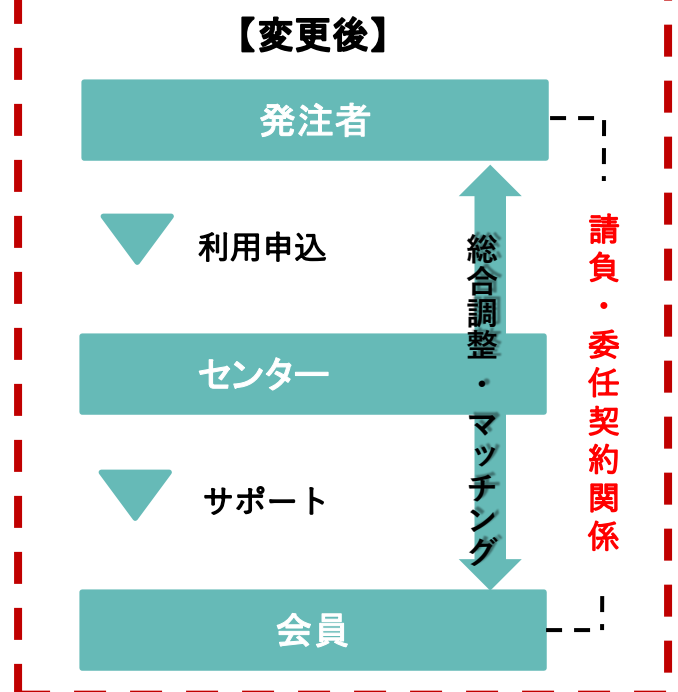 【変更後】
発注者
利用申込
総合調整・マッチング
請負・委任契約関係
センター
サポート
会員